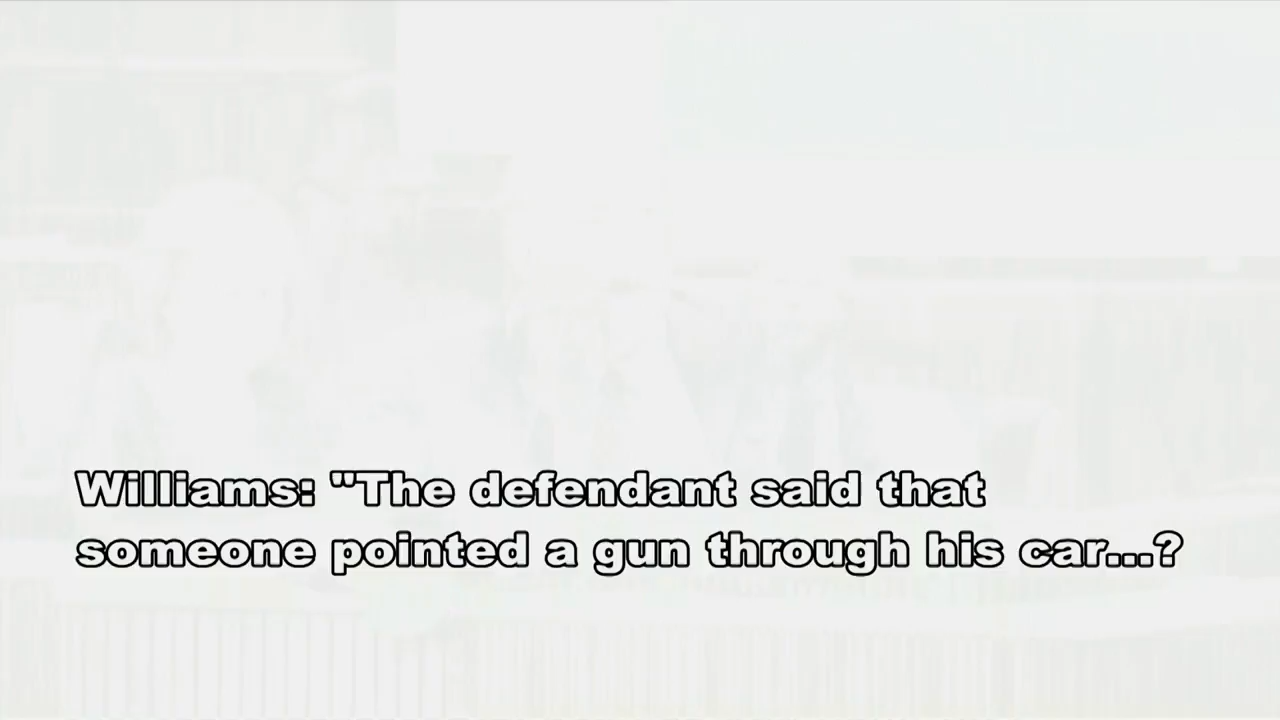 Williams: "The defendant said that
someone pointed a gun through his car...?